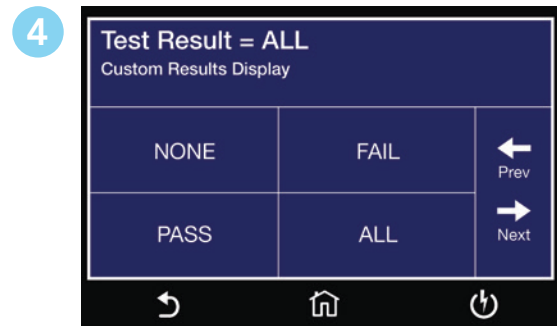 4
Test Result = ALL
Custom Results Display
NONE
FAIL
Prev
PASS
ALL
Next